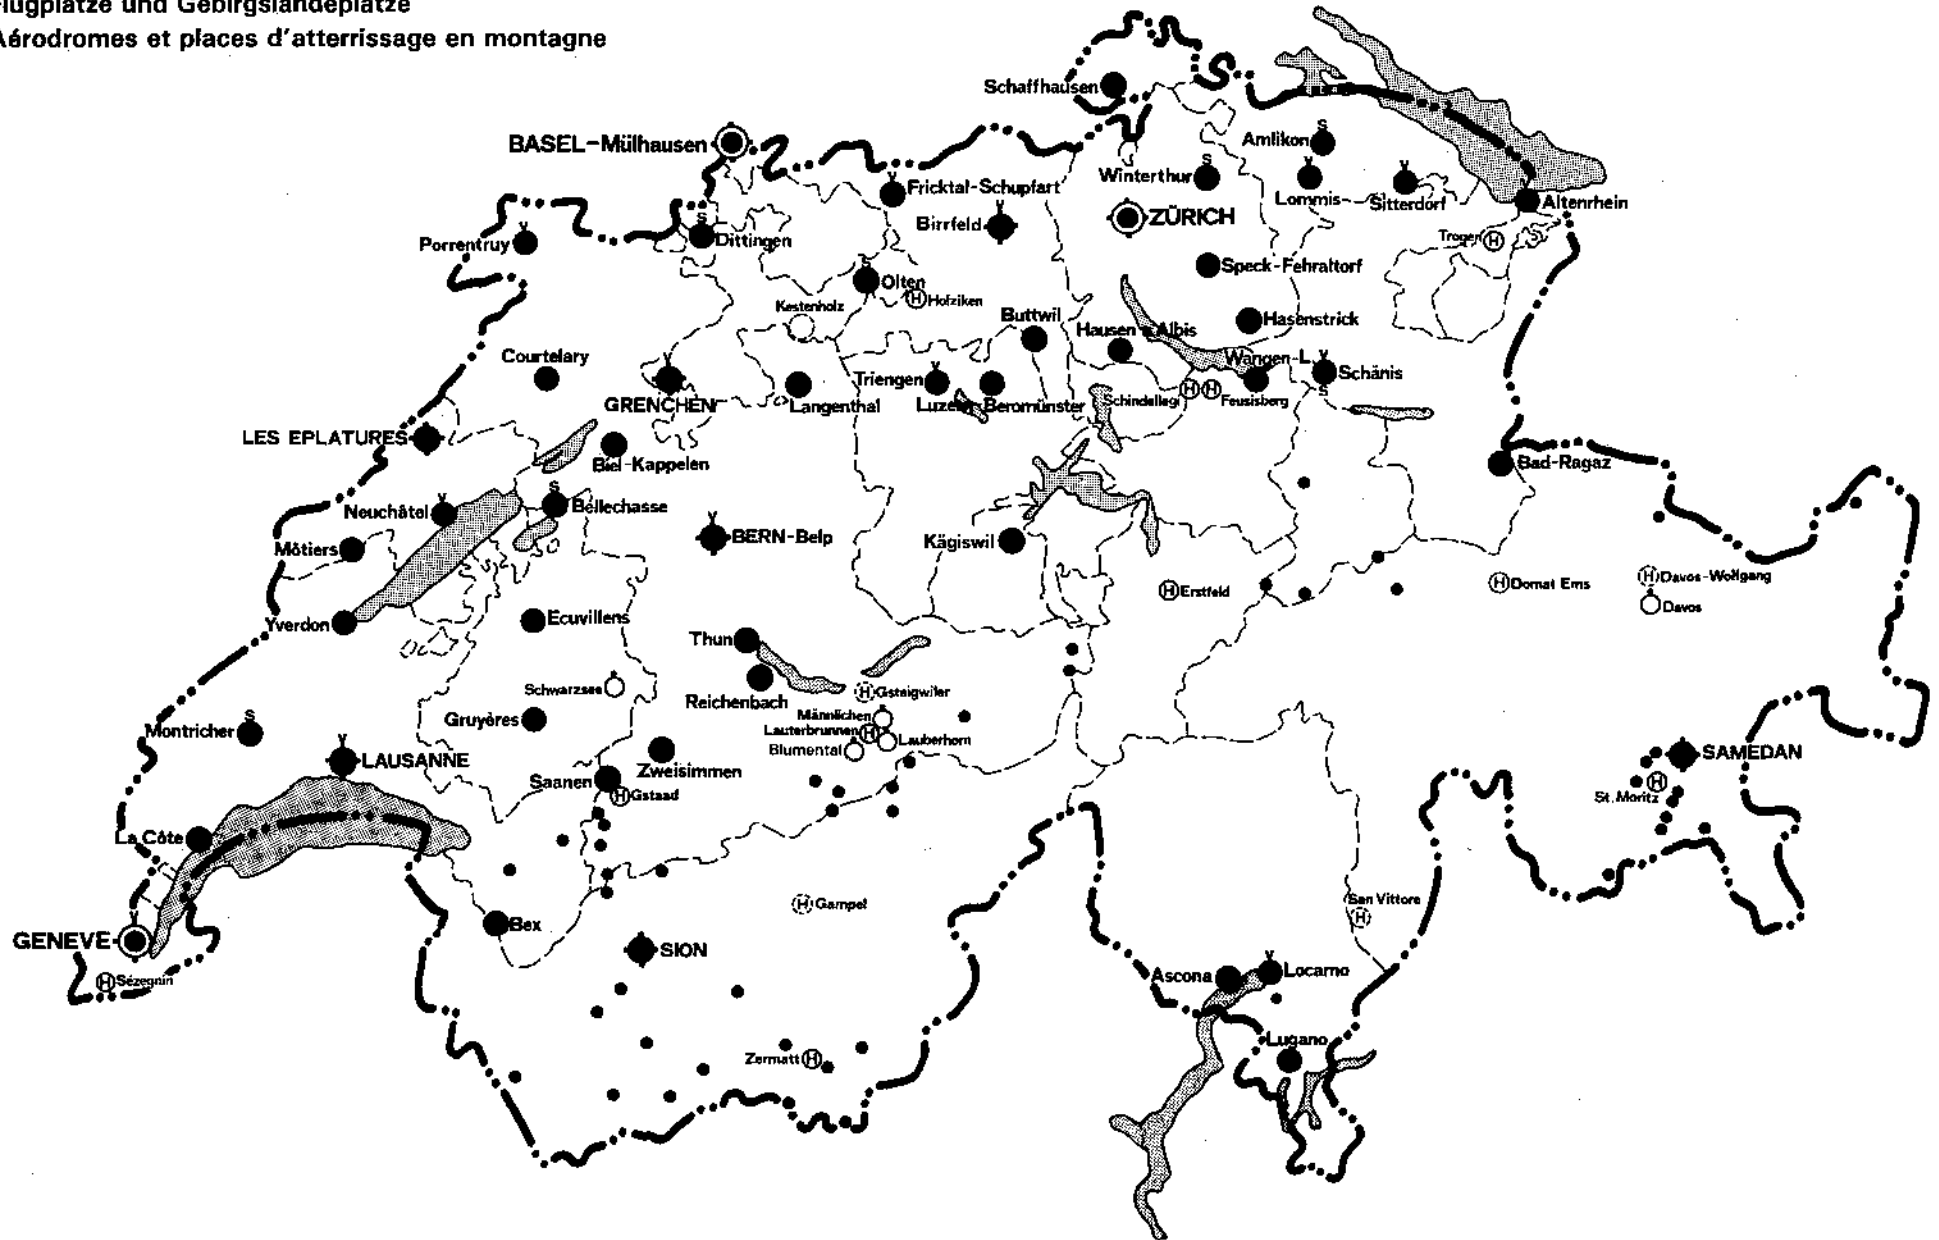 Flugplätze und Gebirgslandeplätze
Aérodromes et places d'atterrissage en montagne
Schaffhausen
BASEL-Mülhausen
Amlikon
S
Winterthur
S
Lommis
V
Sitterdorf
V
Fricktal-Schupfart
V
Altenrhein
Birrfeld
V
ZÜRICH
Porrentruy
V
Dittingen
S
Trogen
H
Speck-Fehraltorf
Olten
S
Kestenholz
H
Hofziken
Buttwil
Hausen a Albis
Hasenstrick
Courtelary
Wangen-L.
V
Schänis
S
Triengen
V
GRENCHEN
V
Langenthal
Luzern-Beromünster
Schindellegi
H
H
Feusisberg
LES EPLATURES
Biel-Kappelen
Bad-Ragaz
Neuchâtel
V
Bellechasse
S
BERN-Belp
V
Kägiswil
Môtiers
H
Erstfeld
H
Domat Ems
H
Davos-Wolfgang
Davos
Yverdon
Ecuvillens
Thun
Schwarzsee
Reichenbach
H
Gsteigwiler
Gruyères
Männlichen
Lauterbrunnen
H
Lauberhorn
Blumental
Montricher
S
LAUSANNE
V
Zweisimmen
Saanen
H
Gstaad
SAMEDAN
St. Moritz
H
La Côte
H
Gampel
San Vittore
H
Bex
GENEVE
V
SION
H
Sézegnin
Ascona
Locarno
V
Lugano
Zermatt
H